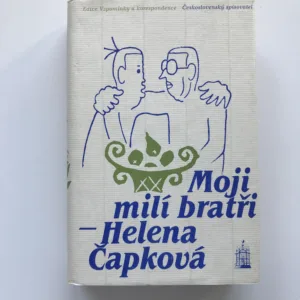 Edice Vzpomínky a korespondence Československý spisovatel
Moji
milí bratři
– Helena
Čapková